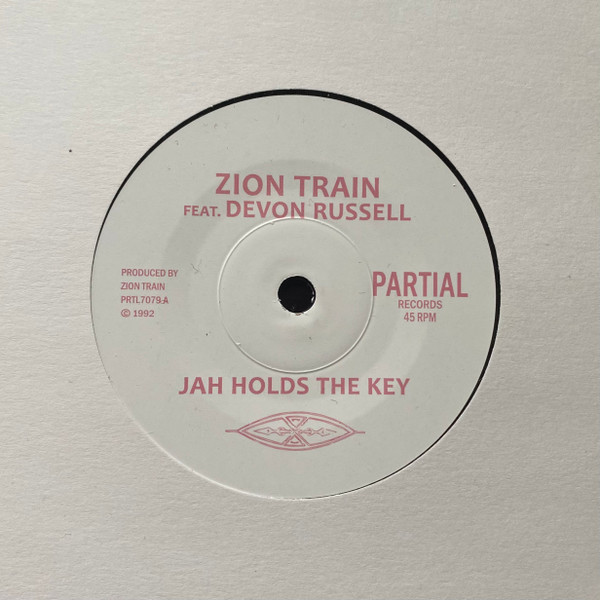 ZION TRAIN
FEAT. DEVON RUSSELL
PRODUCED BY
ZION TRAIN
PRTL7079.A
© 1992
PARTIAL
RECORDS
45 RPM
JAH HOLDS THE KEY